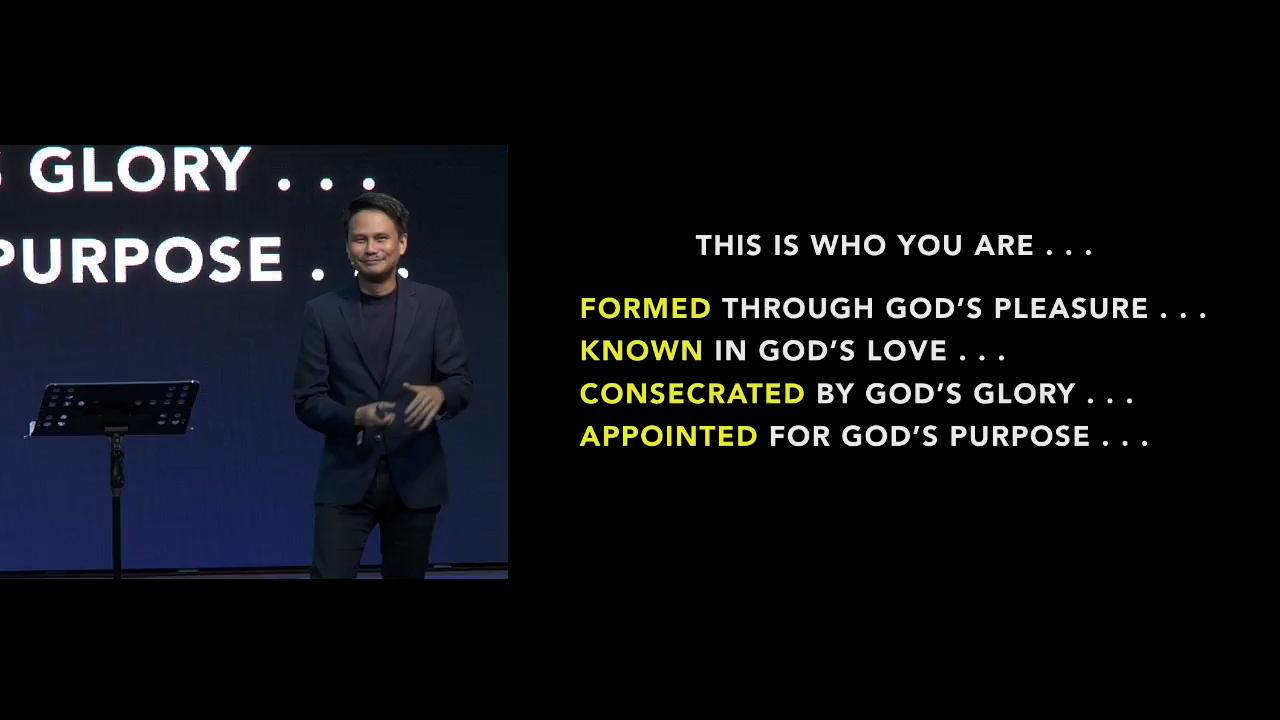 S GLORY . . .
PURPOSE . . .
THIS IS WHO YOU ARE . . .
FORMED THROUGH GOD’S PLEASURE . . .
KNOWN IN GOD’S LOVE . . .
CONSECRATED BY GOD’S GLORY . . .
APPOINTED FOR GOD’S PURPOSE . . .